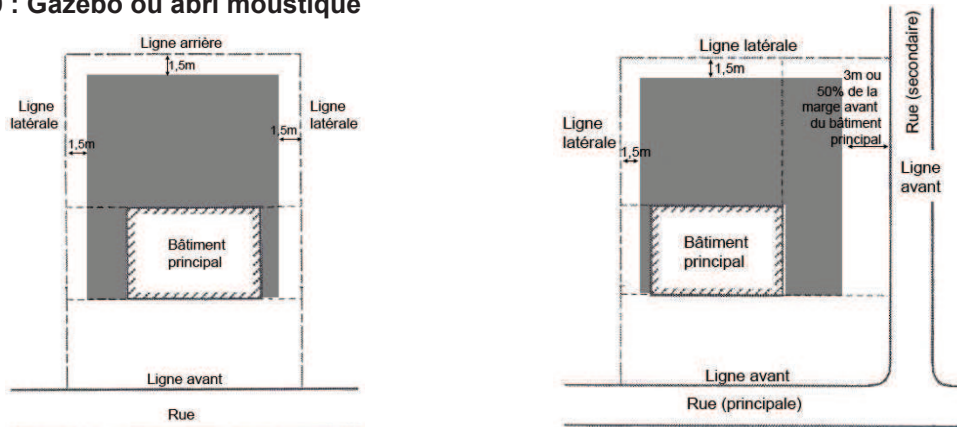 : Gazebo ou abri moustique
Ligne arrière
1,5m
Ligne
latérale
Ligne
latérale
1,5m
1,5m
Bâtiment
principal
Ligne avant
Rue
Ligne latérale
1,5m
3m ou
50% de la
marge avant
du bâtiment
principal
Rue (secondaire)
Ligne
latérale
1,5m
Ligne
avant
Bâtiment
principal
Ligne avant
Rue (principale)